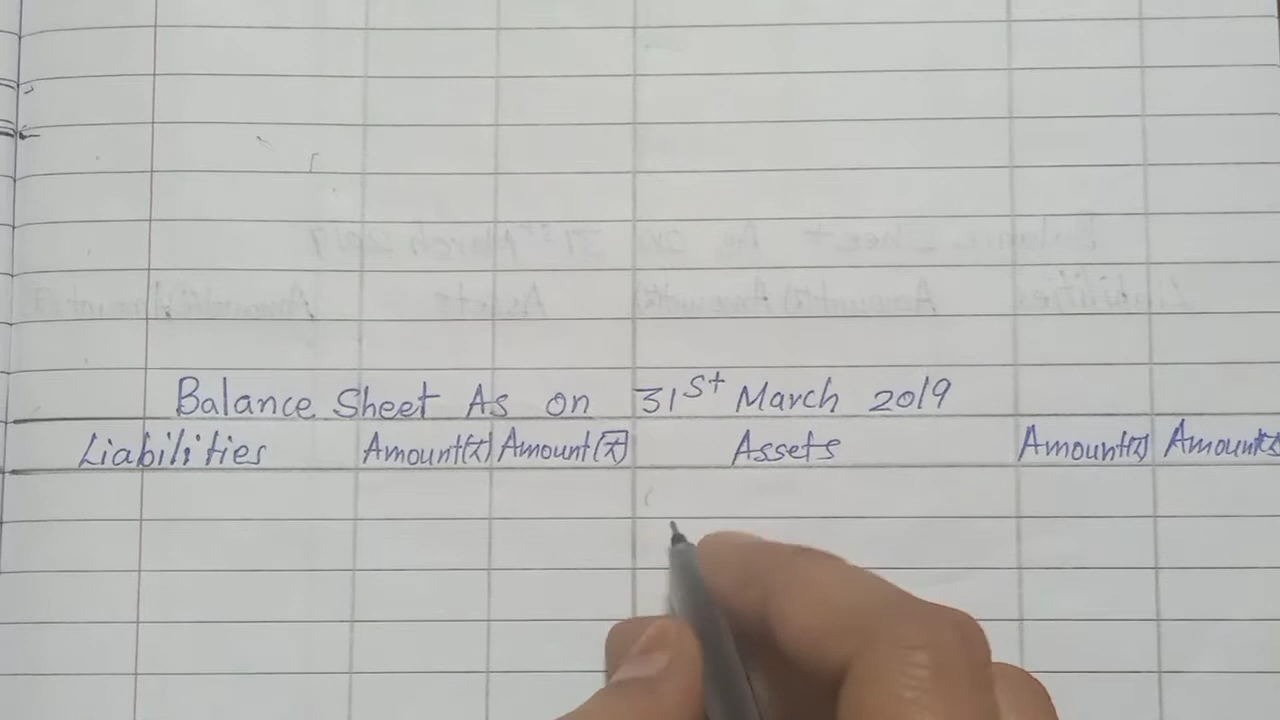 Balance Sheet As on 31st March 2019
Liabilities Amount(₹) Amount(₹) Assets Amount(₹) Amount(₹)